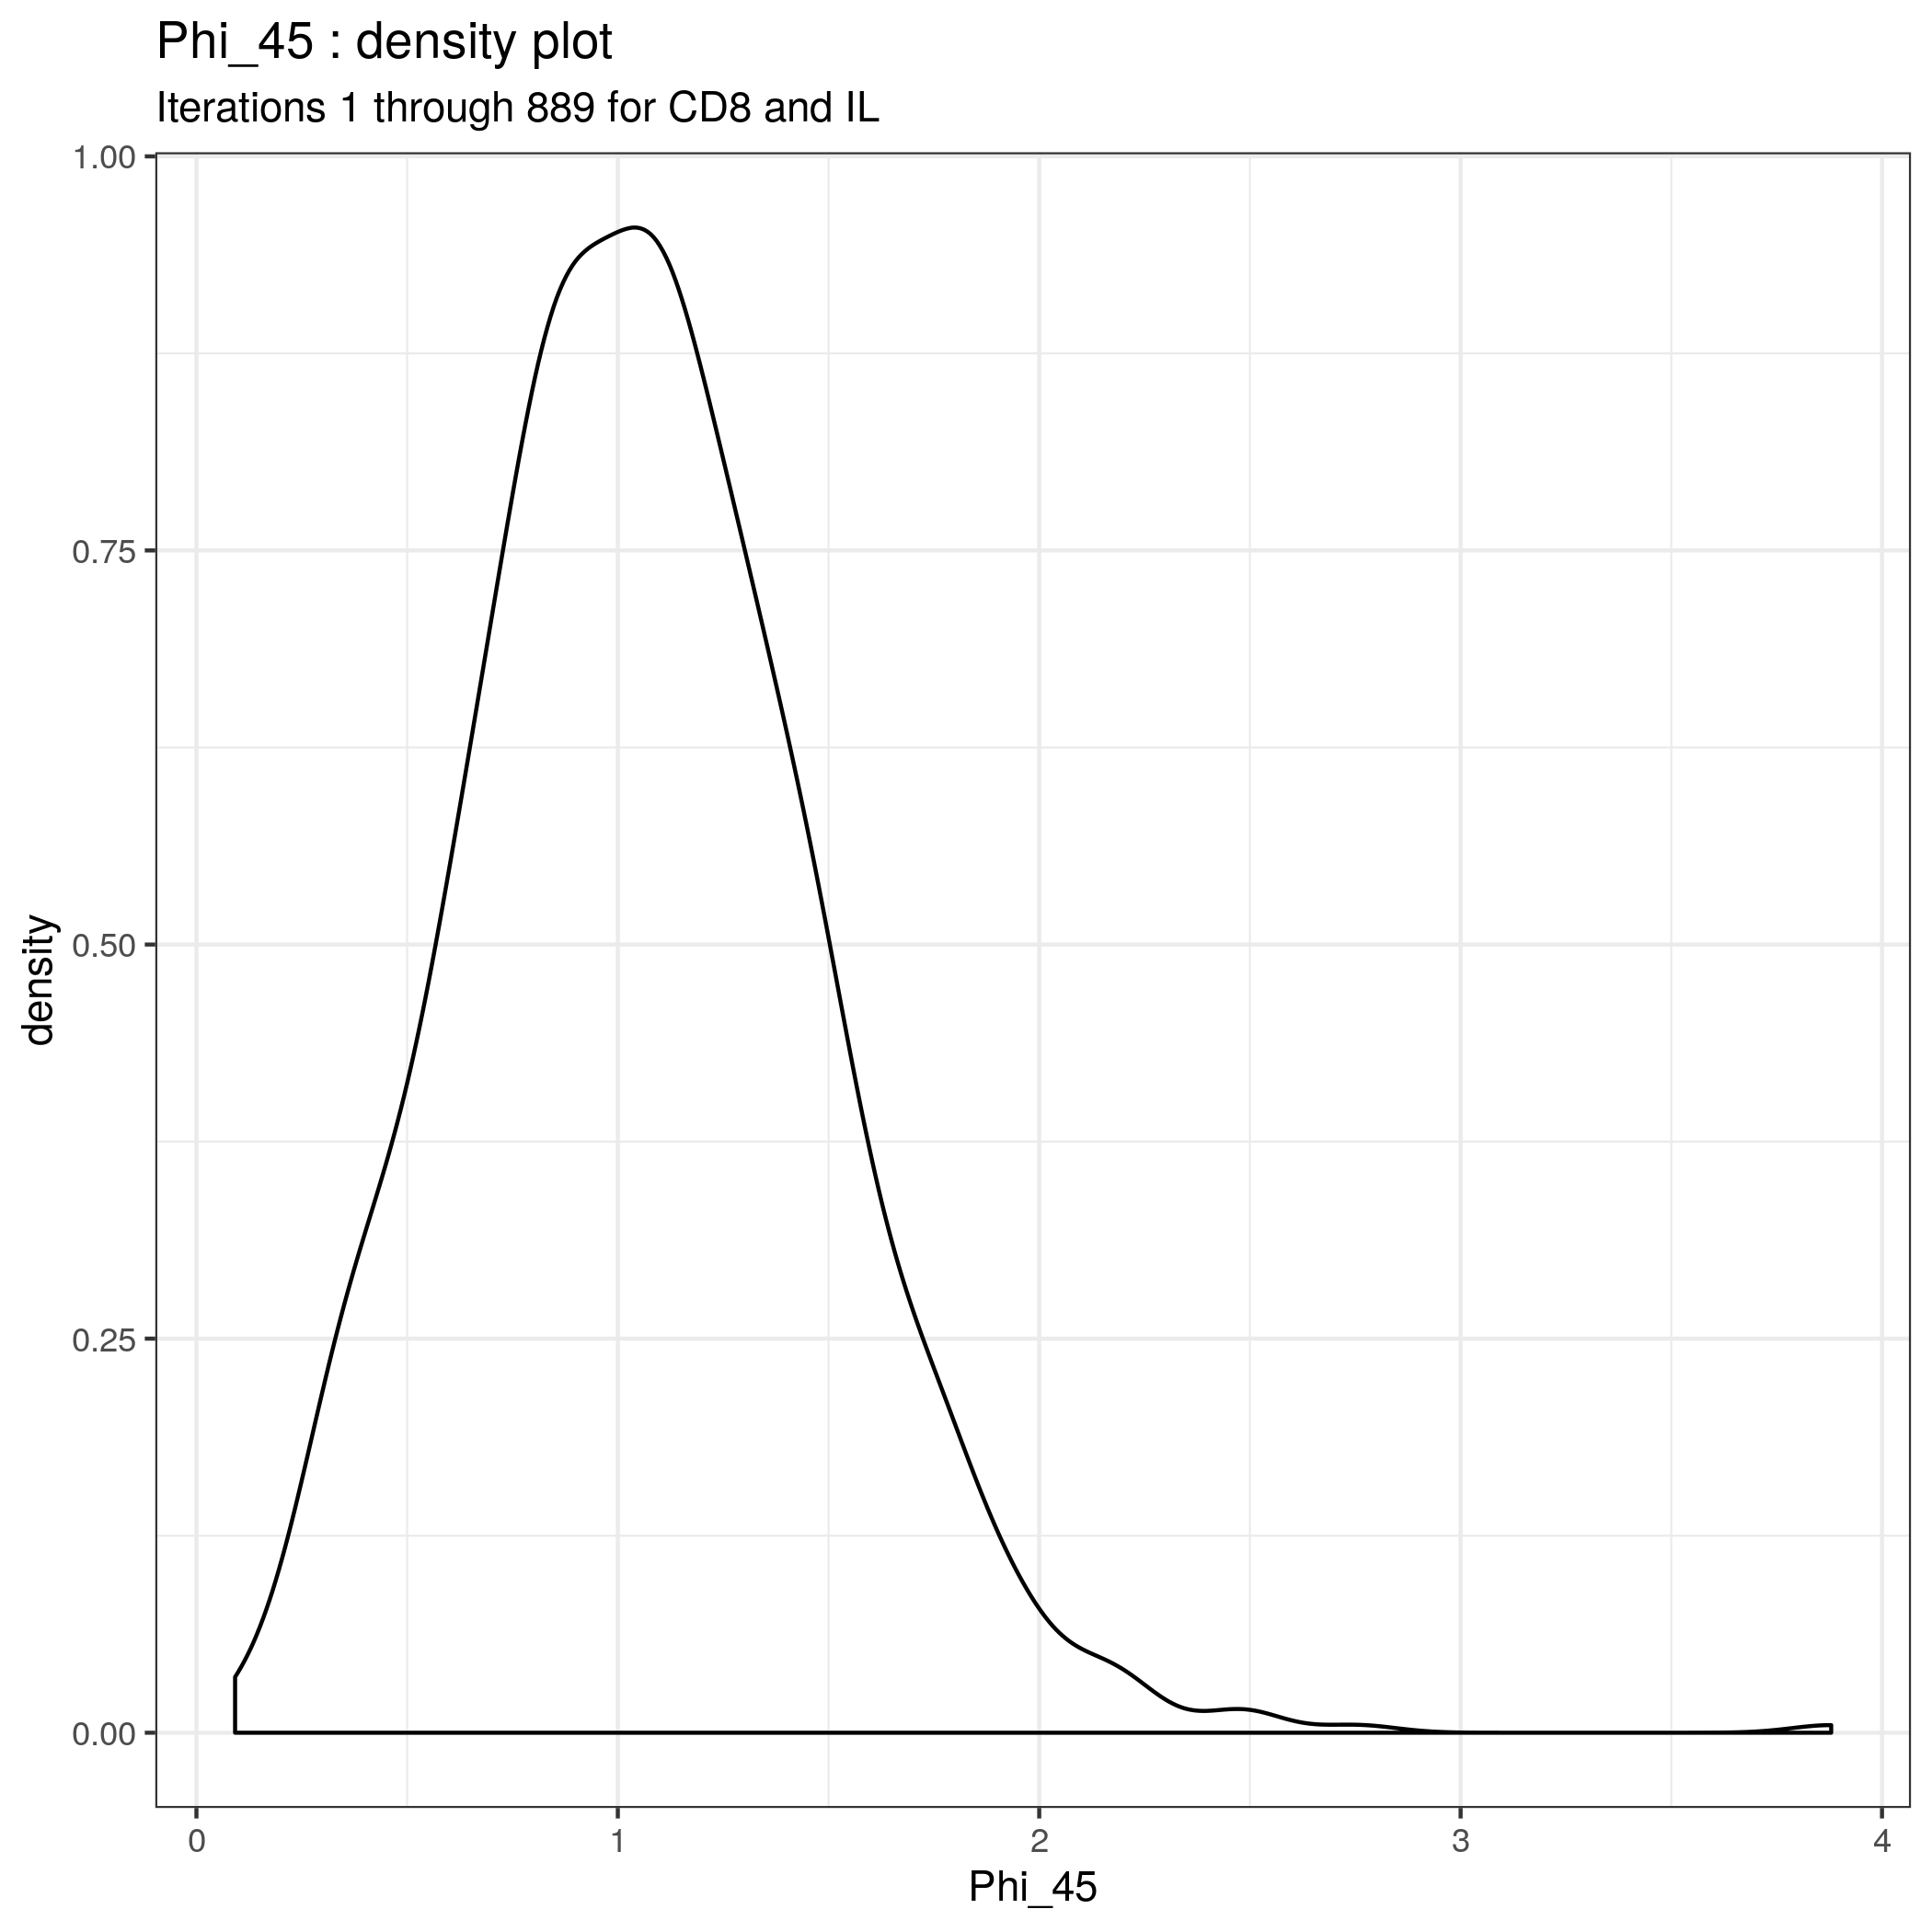 Phi_45 : density plot
Iterations 1 through 889 for CD8 and IL
1.00
0.75
0.50
0.25
0.00
density
0 1 2 3 4
Phi_45